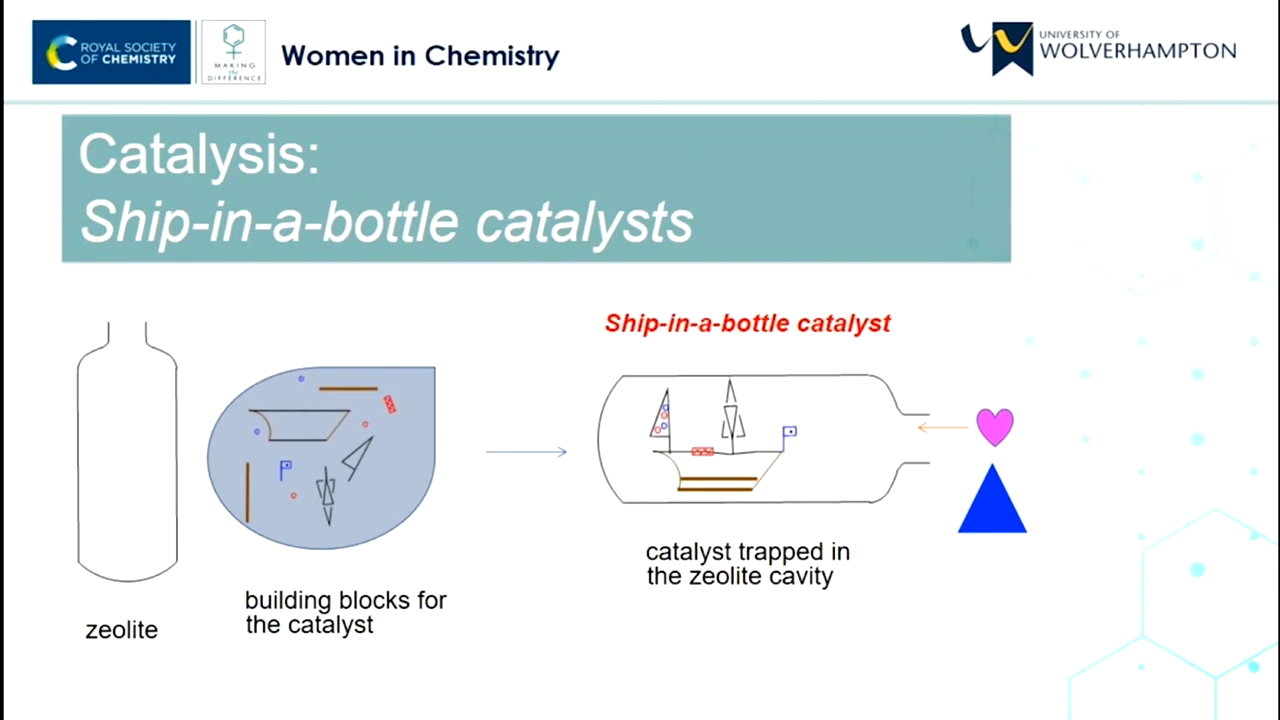 ROYAL SOCIETY
OF CHEMISTRY
MAKING
the
DIFFERENCE
Women in Chemistry
UNIVERSITY OF
WOLVERHAMPTON
Catalysis:
Ship-in-a-bottle catalysts
Ship-in-a-bottle catalyst
catalyst trapped in
the zeolite cavity
building blocks for
the catalyst
zeolite